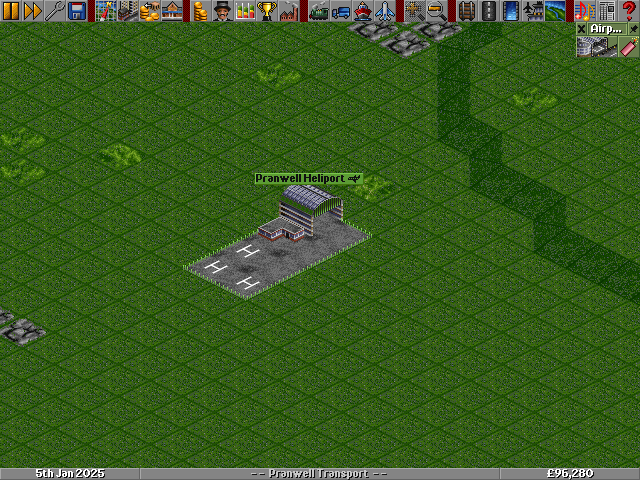 Airp...
Pranwell Heliport
H
H
H
5th Jan 2025
-- Pranwell Transport --
£96,280